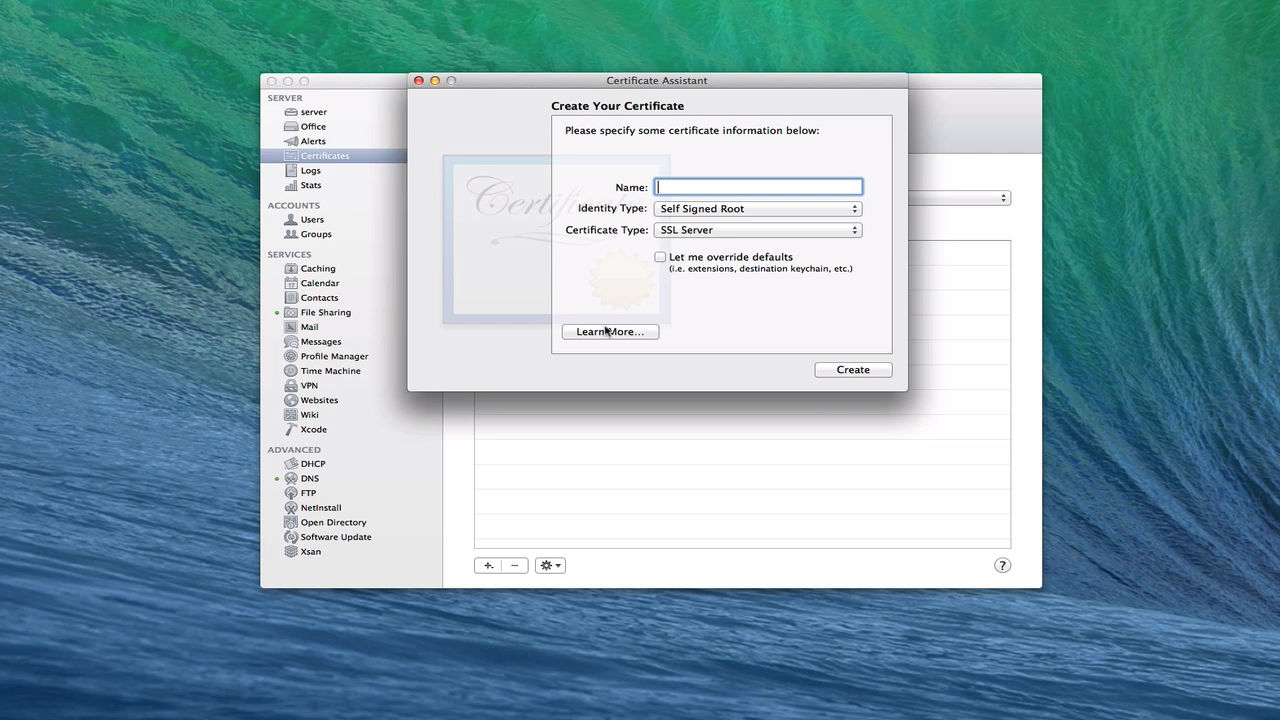 Certificate Assistant
Create Your Certificate
Please specify some certificate information below:
Name:
Identity Type: Self Signed Root
Certificate Type: SSL Server
Let me override defaults
(i.e. extensions, destination keychain, etc.)
Learn More...
Create
SERVER
server
Office
Alerts
Certificates
Logs
Stats
ACCOUNTS
Users
Groups
SERVICES
Caching
17 Calendar
Contacts
File Sharing
Mail
Messages
Profile Manager
Time Machine
VPN
Websites
Wiki
Xcode
ADVANCED
DHCP
DNS
FTP
NetInstall
Open Directory
Software Update
Xsan
+ −
?